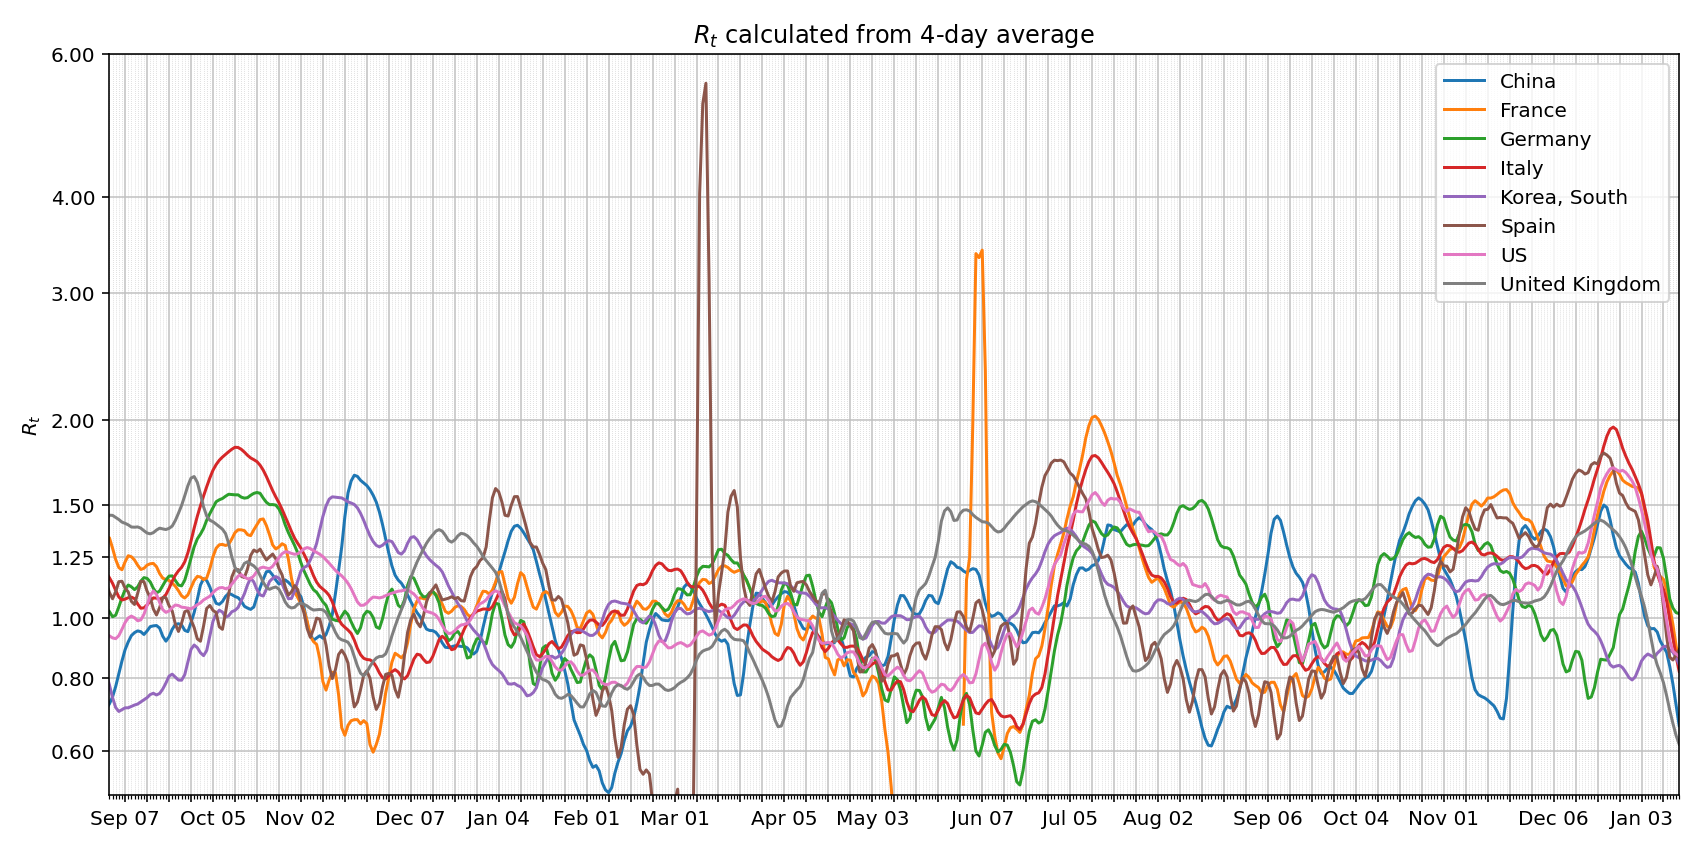 R_t calculated from 4-day average
6.00
4.00
3.00
2.00
1.50
1.25
1.00
0.80
0.60
R_t
China
France
Germany
Italy
Korea, South
Spain
US
United Kingdom
Sep 07 Oct 05 Nov 02 Dec 07 Jan 04 Feb 01 Mar 01 Apr 05 May 03 Jun 07 Jul 05 Aug 02 Sep 06 Oct 04 Nov 01 Dec 06 Jan 03